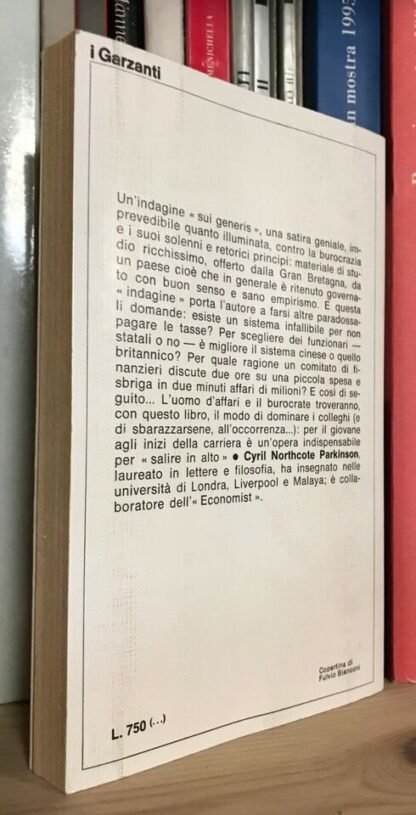 i Garzanti
Un'indagine « sui generis », una satira geniale, im-
prevedibile quanto illuminata, contro la burocrazia
e i suoi solenni e retorici principi: materiale di stu-
dio ricchissimo, offerto dalla Gran Bretagna, da
un paese cioè che in generale è ritenuto governa-
to con buon senso e sano empirismo. E questa
« indagine » porta l'autore a farsi altre paradossa-
li domande: esiste un sistema infallibile per non
pagare le tasse? Per scegliere dei funzionari —
statali o no — è migliore il sistema cinese o quello
britannico? Per quale ragione un comitato di fi-
nanzieri discute due ore su una piccola spesa e
sbriga in due minuti affari di milioni? E così di se-
guito... L'uomo d'affari e il burocrate troveranno,
con questo libro, il modo di dominare i colleghi (e
di sbarazzarsene, all'occorrenza...): per il giovane
agli inizi della carriera è un'opera indispensabile
per « salire in alto » ● Cyril Northcote Parkinson,
laureato in lettere e filosofia, ha insegnato nelle
università di Londra, Liverpool e Malaya; è colla-
boratore dell'« Economist ».
Copertina di
Fulvio Bianconi
L. 750 (...)
MENICHELLA
n mostra 1995